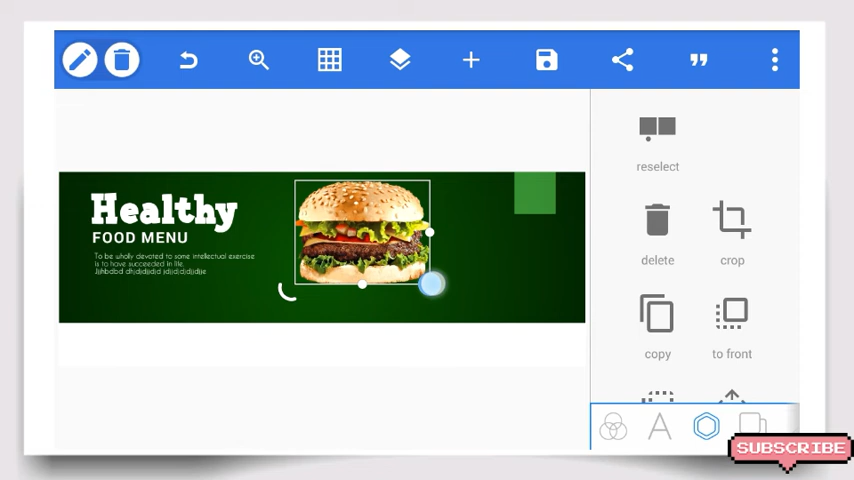 reselect
Healthy
FOOD MENU
To be wholly devoted to some intellectual exercise
is to have succeeded in life.
delete
crop
copy
to front
SUBSCRIBE